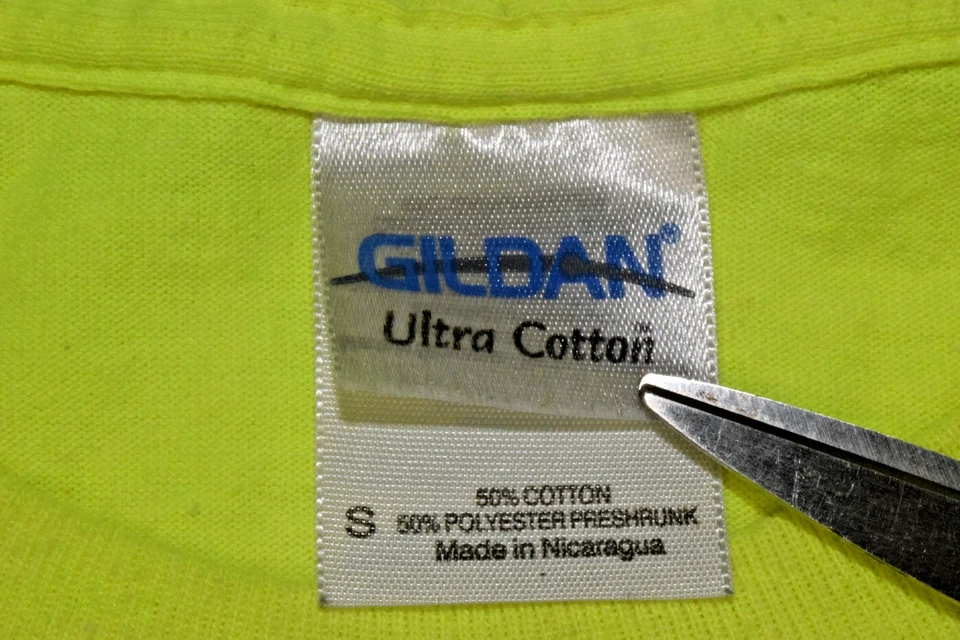 GILDAN®
Ultra Cotton
S
50% COTTON
50% POLYESTER PRESHRUNK
Made in Nicaragua